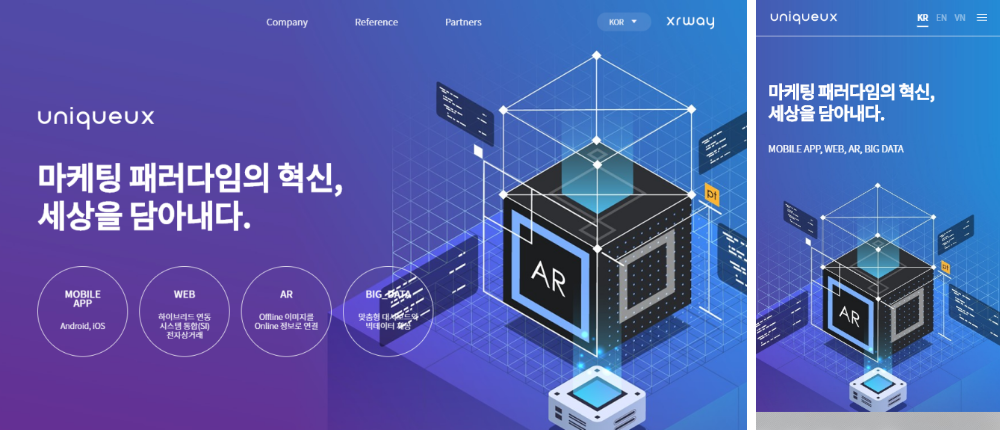 Company Reference Partners KOR xrway
uniqueux
마케팅 패러다임의 혁신,
세상을 담아내다.
MOBILE
APP
Android, iOS
WEB
하이브리드 연동
시스템 통합(SI)
전자상거래
AR
Offline 이미지를
Online 정보로 연결
BIG DATA
맞춤형 대시보드와
빅데이터 활용
AR
pt
uniqueux KR EN VN
마케팅 패러다임의 혁신,
세상을 담아내다.
MOBILE APP, WEB, AR, BIG DATA
pt
AR